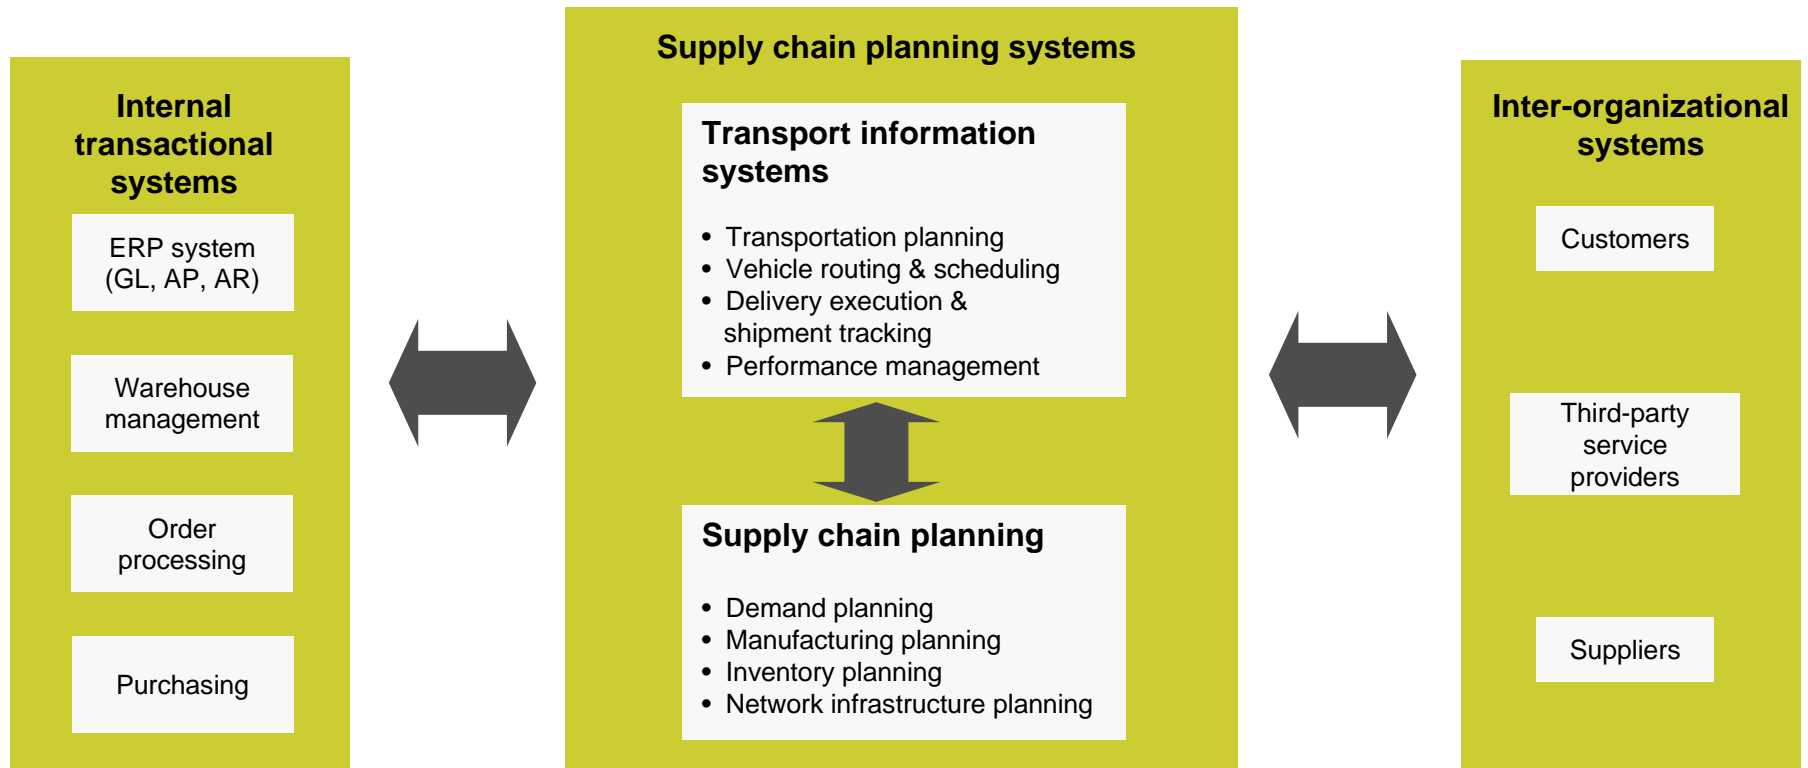 Internal
transactional
systems
ERP system
(GL, AP, AR)
Warehouse
management
Order
processing
Purchasing
Supply chain planning systems
Transport information
systems
• Transportation planning
• Vehicle routing & scheduling
• Delivery execution &
shipment tracking
• Performance management
Supply chain planning
• Demand planning
• Manufacturing planning
• Inventory planning
• Network infrastructure planning
Inter-organizational
systems
Customers
Third-party
service
providers
Suppliers